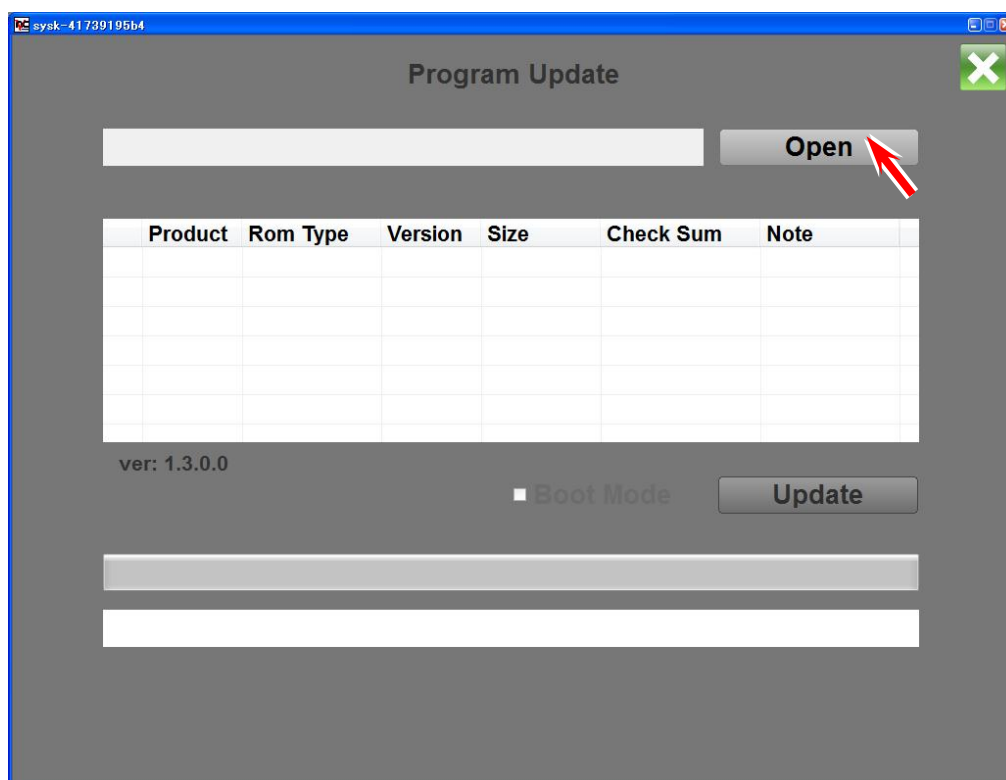 sysk-41739195b4
Program Update
Open
Product Rom Type Version Size Check Sum Note
ver: 1.3.0.0
Boot Mode Update